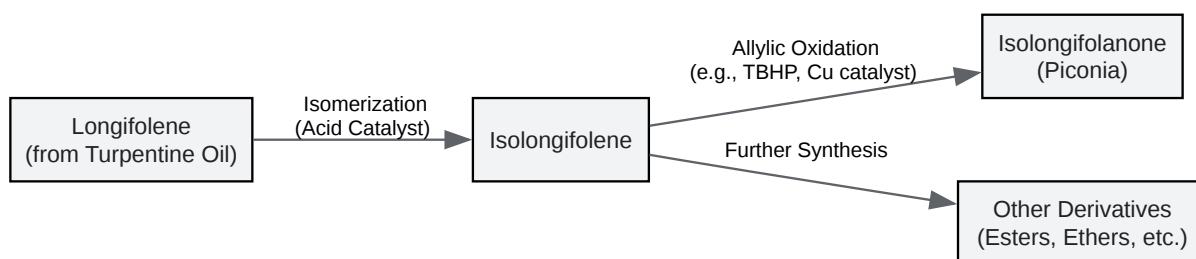 Longifolene
(from Turpentine Oil)
Isomerization
(Acid Catalyst)
Isolongifolene
Allylic Oxidation
(e.g., TBHP, Cu catalyst)
Isolongifolanone
(Piconia)
Further Synthesis
Other Derivatives
(Esters, Ethers, etc.)